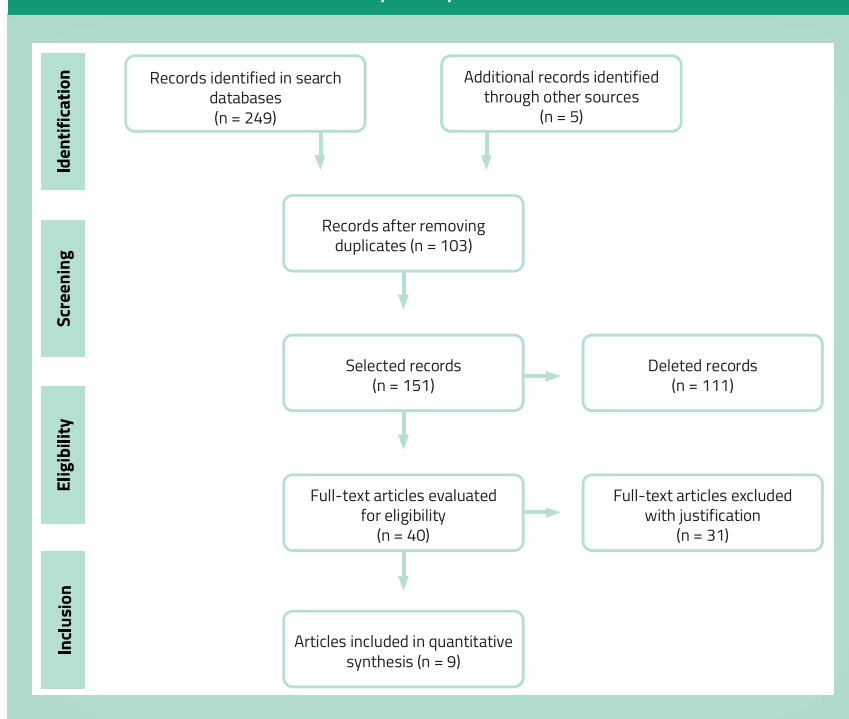 Identification
Records identified in search
databases
(n = 249)
Additional records identified
through other sources
(n = 5)
Screening
Records after removing
duplicates (n = 103)
Selected records
(n = 151)
Deleted records
(n = 111)
Eligibility
Full-text articles evaluated
for eligibility
(n = 40)
Full-text articles excluded
with justification
(n = 31)
Inclusion
Articles included in quantitative
synthesis (n = 9)